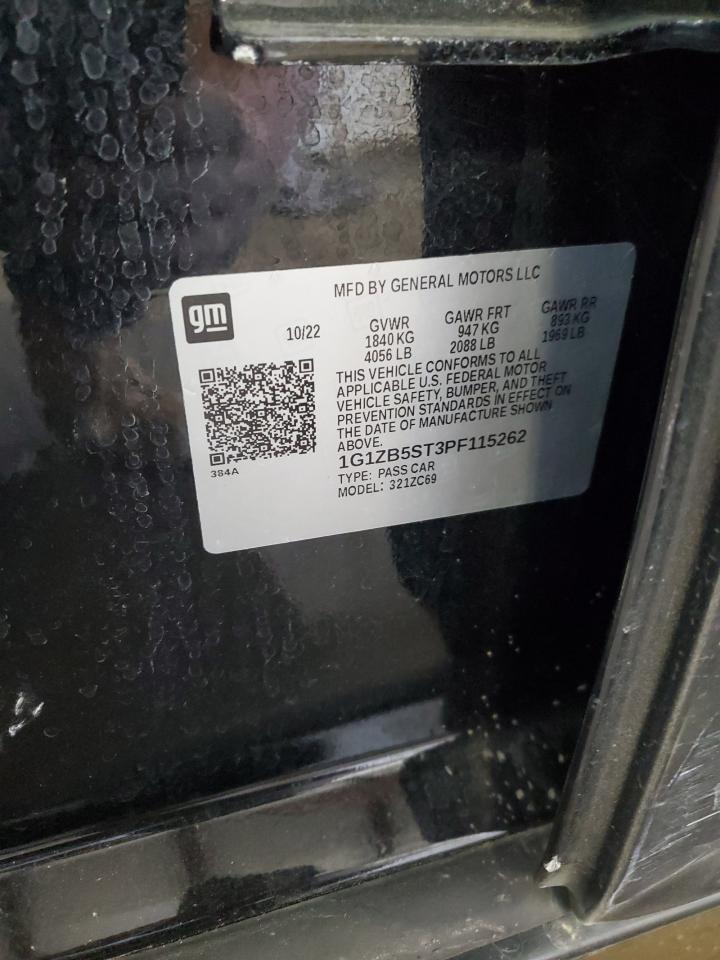 MFD BY GENERAL MOTORS LLC
gm
10/22 GVWR GAWR FRT GAWR RR
1840 KG 947 KG 893 KG
4056 LB 2088 LB 1969 LB
THIS VEHICLE CONFORMS TO ALL
APPLICABLE U.S. FEDERAL MOTOR
VEHICLE SAFETY, BUMPER, AND THEFT
PREVENTION STANDARDS IN EFFECT ON
THE DATE OF MANUFACTURE SHOWN
ABOVE.
1G1ZB5ST3PF115262
384A
TYPE: PASS CAR
MODEL: 321ZC69